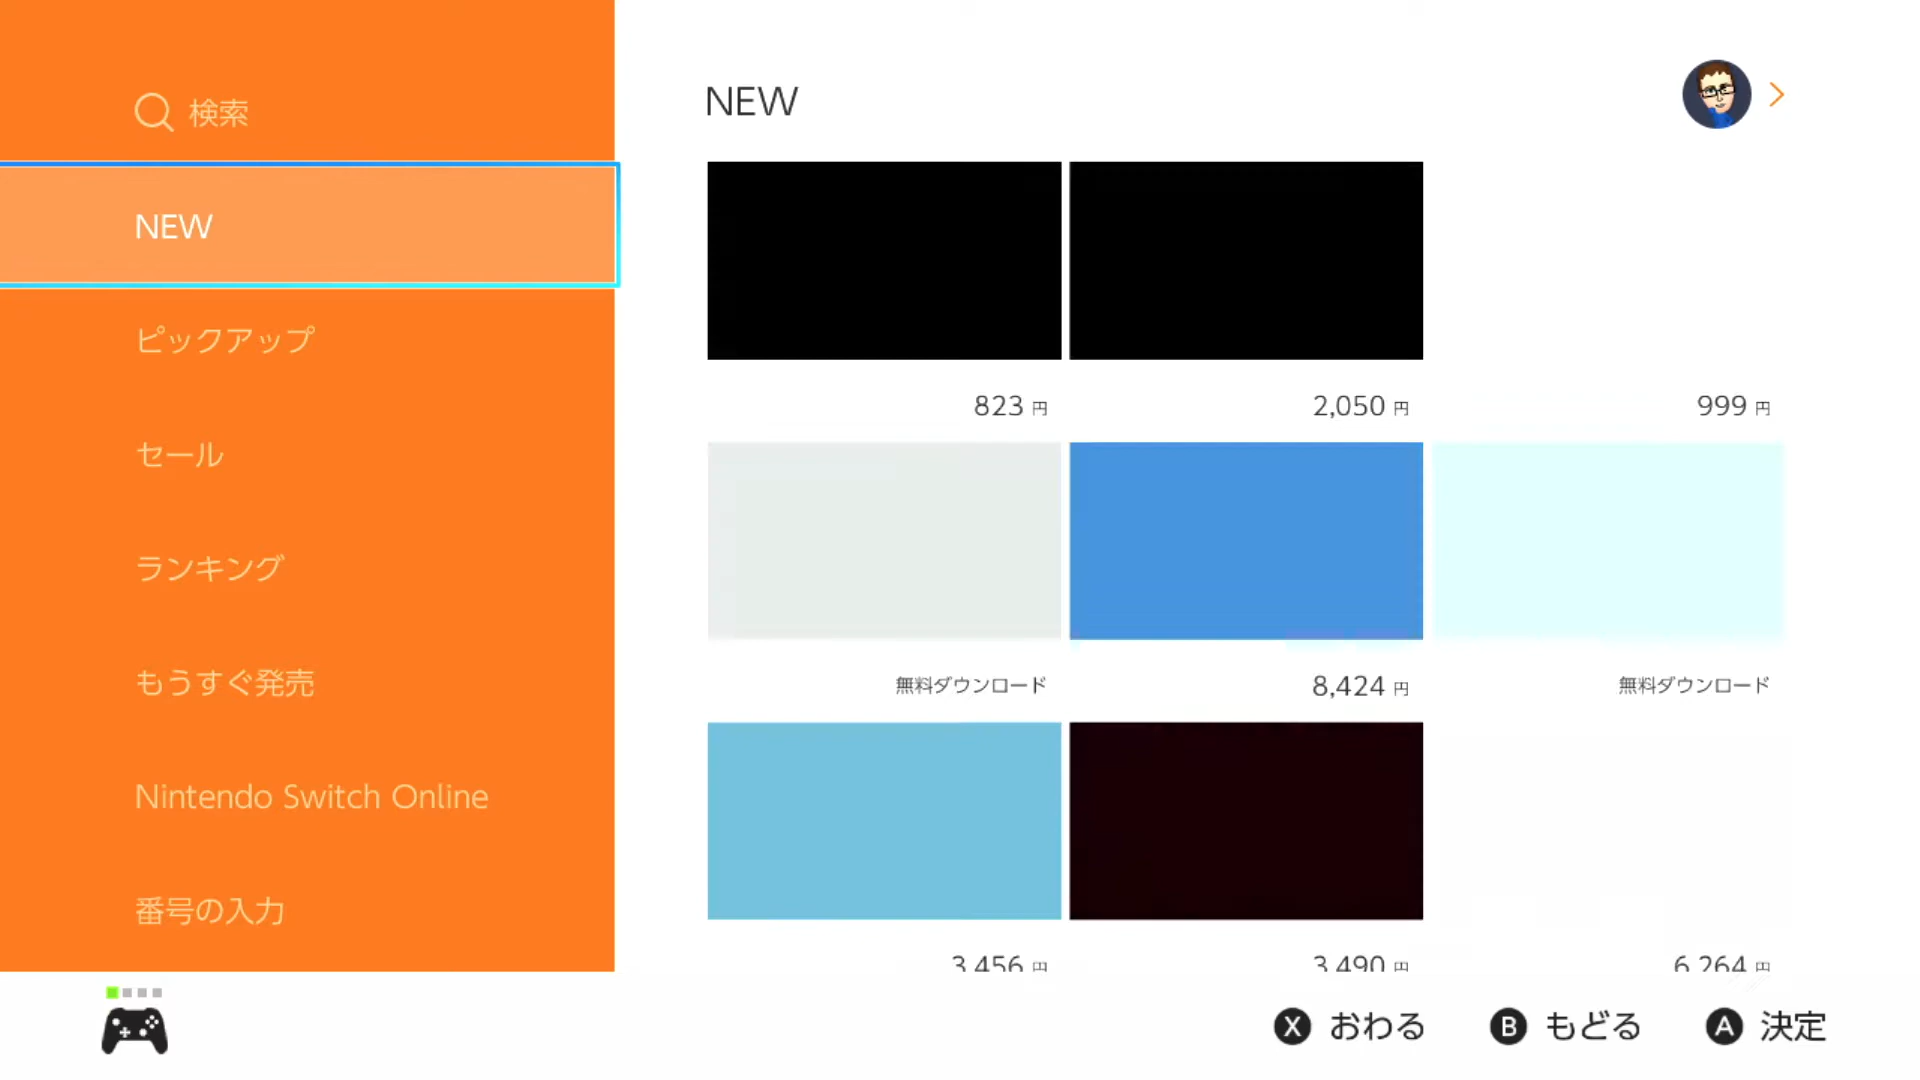 検索
NEW
ピックアップ
セール
ランキング
もうすぐ発売
Nintendo Switch Online
番号の入力
NEW
823 円
2,050 円
999 円
無料ダウンロード
8,424 円
無料ダウンロード
3,456 円
3,490 円
6,264 円
X おわる
B もどる
A 決定